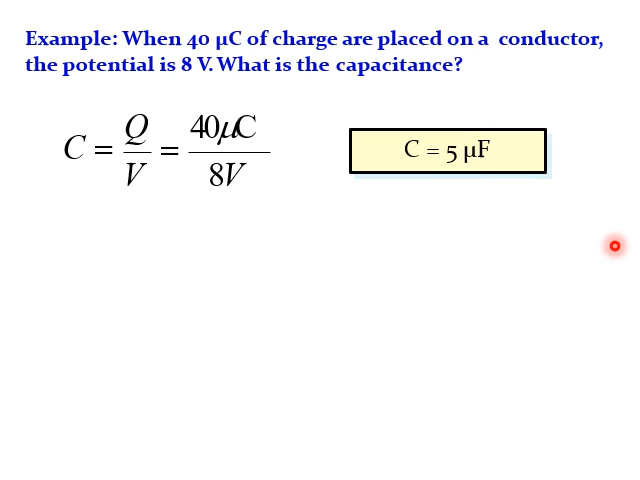 Example: When 40 μC of charge are placed on a conductor,
the potential is 8 V. What is the capacitance?
C = Q/V = 40μC/8V
C = 5 μF